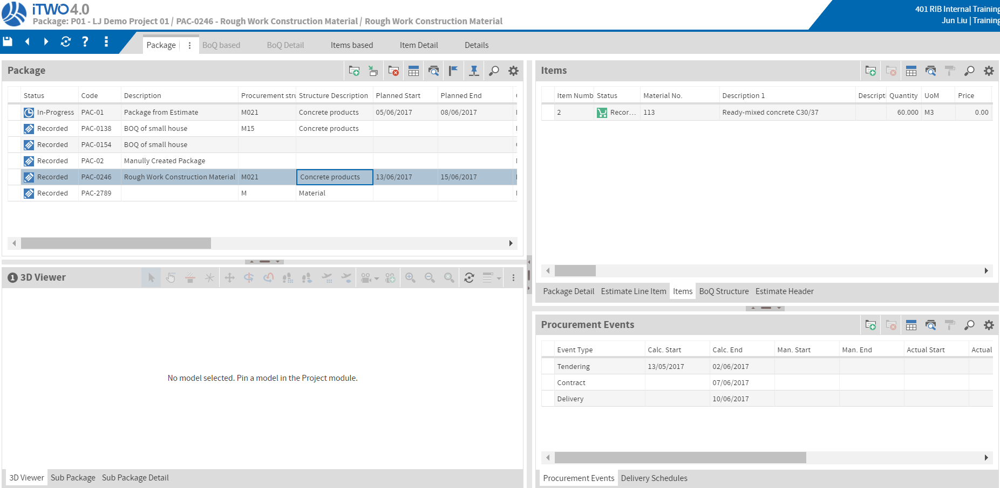 iTWO 4.0
401 RIB Internal Training
Package: P01 - LJ Demo Project 01 / PAC-0246 - Rough Work Construction Material / Rough Work Construction Material
Jun Liu | Training
Package BoQ based BoQ Detail Items based Item Detail Details
Package
Status Code Description Procurement stru Structure Description Planned Start Planned End
In-Progress PAC-01 Package from Estimate M021 Concrete products 05/06/2017 08/06/2017
Recorded PAC-0138 BOQ of small house M15 Concrete products
Recorded PAC-0154 BOQ of small house
Recorded PAC-02 Manully Created Package
Recorded PAC-0246 Rough Work Construction Material M021 Concrete products 13/06/2017 15/06/2017
Recorded PAC-2789 M Material
Items
Item Numb Status Material No. Description 1 Descripti Quantity UoM Price
2 Recor... 113 Ready-mixed concrete C30/37 60.000 M3 0.00
Package Detail Estimate Line Item Items BoQ Structure Estimate Header
1 3D Viewer
No model selected. Pin a model in the Project module.
3D Viewer Sub Package Sub Package Detail
Procurement Events
Event Type Calc. Start Calc. End Man. Start Man. End Actual Start Actual
Tendering 13/05/2017 02/06/2017
Contract 07/06/2017
Delivery 10/06/2017
Procurement Events Delivery Schedules